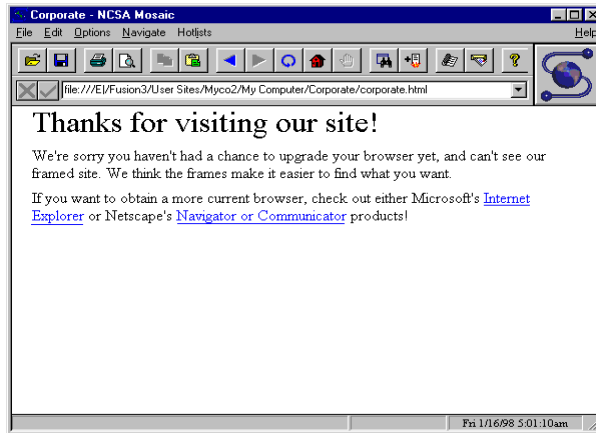 Corporate - NCSA Mosaic
File Edit Options Navigate Hotlists Help
file:///E|/Fusion3/User Sites/Myco2/My Computer/Corporate/corporate.html
Thanks for visiting our site!
We're sorry you haven't had a chance to upgrade your browser yet, and can't see our
framed site. We think the frames make it easier to find what you want.
If you want to obtain a more current browser, check out either Microsoft's Internet
Explorer or Netscape's Navigator or Communicator products!
Fri 1/16/98 5:01:10am